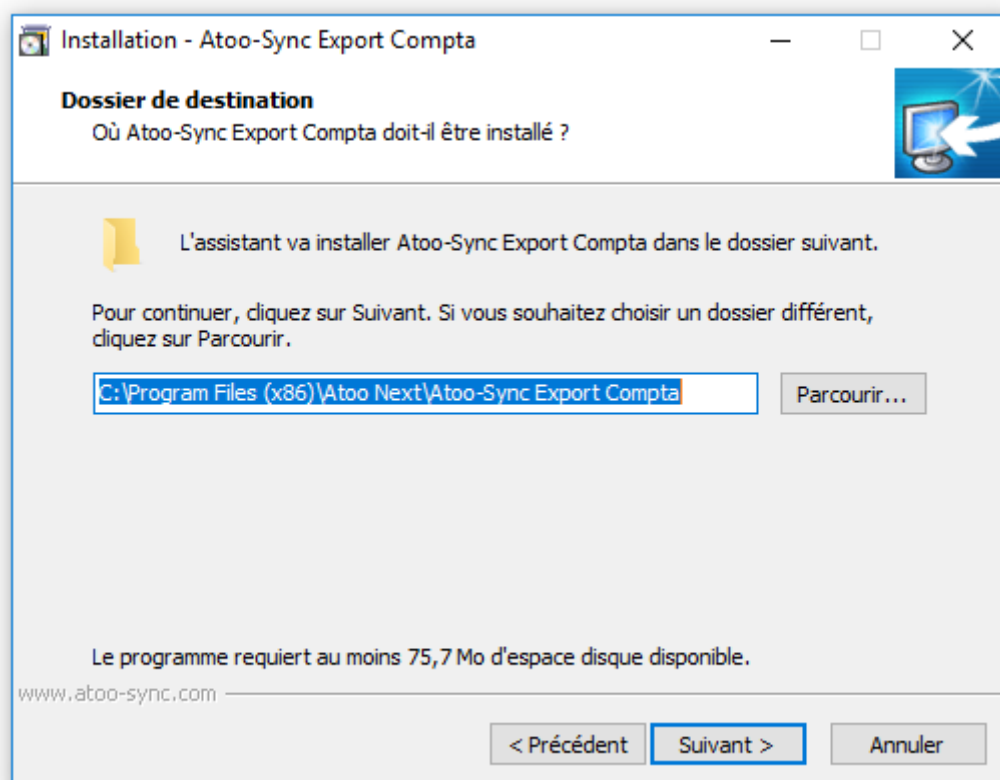 Installation - Atoo-Sync Export Compta
Dossier de destination
Où Atoo-Sync Export Compta doit-il être installé ?
L'assistant va installer Atoo-Sync Export Compta dans le dossier suivant.
Pour continuer, cliquez sur Suivant. Si vous souhaitez choisir un dossier différent,
cliquez sur Parcourir.
C:\Program Files (x86)\Atoo Next\Atoo-Sync Export Compta
Parcourir...
Le programme requiert au moins 75,7 Mo d'espace disque disponible.
www.atoo-sync.com
< Précédent
Suivant >
Annuler